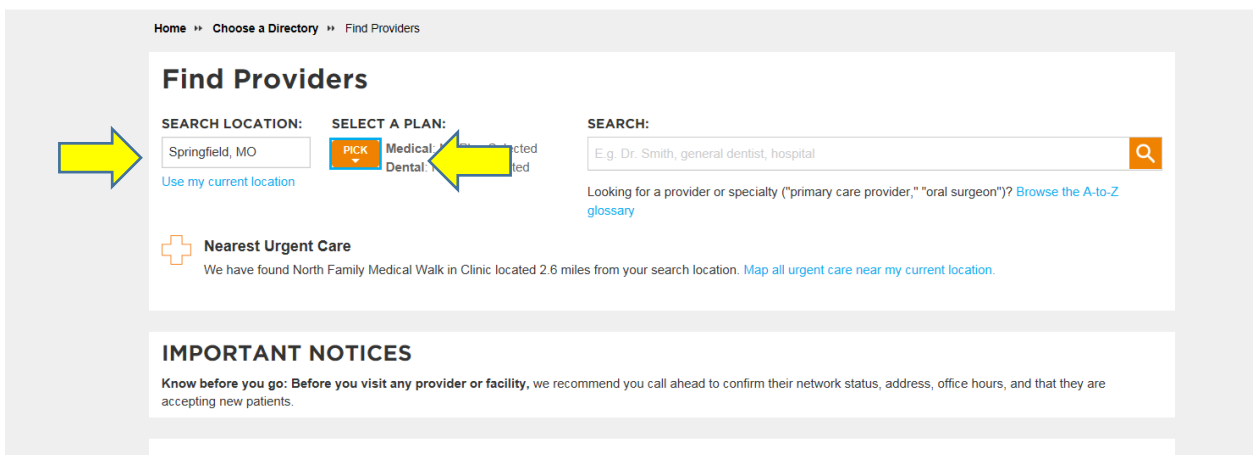 Home » Choose a Directory » Find Providers
Find Providers
SEARCH LOCATION:
Springfield, MO
Use my current location
SELECT A PLAN:
PICK
Medical:
Dental:
SEARCH:
E.g. Dr. Smith, general dentist, hospital
Looking for a provider or specialty ("primary care provider," "oral surgeon")? Browse the A-to-Z
glossary
Nearest Urgent Care
We have found North Family Medical Walk in Clinic located 2.6 miles from your search location. Map all urgent care near my current location.
IMPORTANT NOTICES
Know before you go: Before you visit any provider or facility, we recommend you call ahead to confirm their network status, address, office hours, and that they are
accepting new patients.